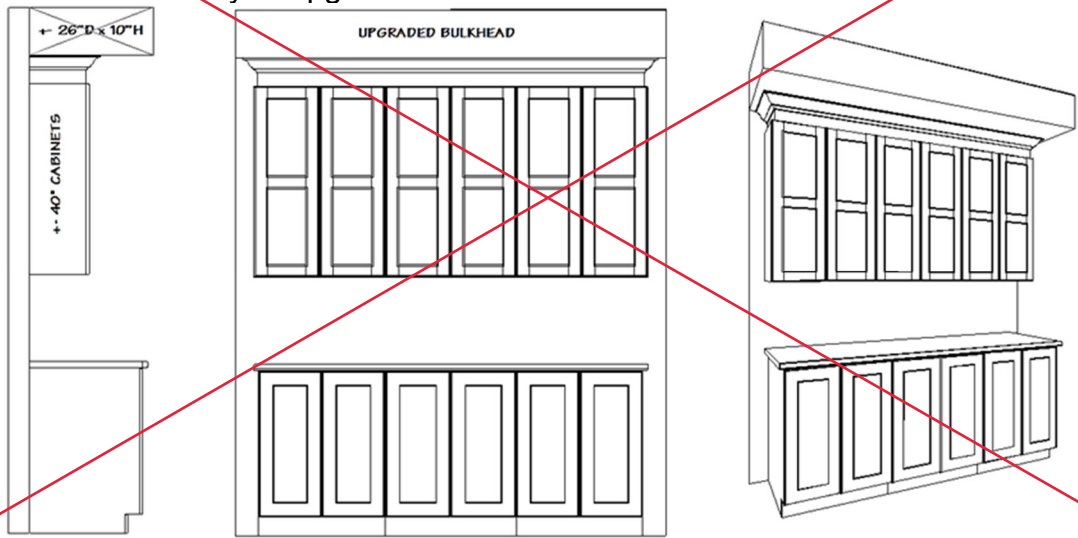 +- 26"D x 10"H
UPGRADED BULKHEAD
+- 40" CABINETS